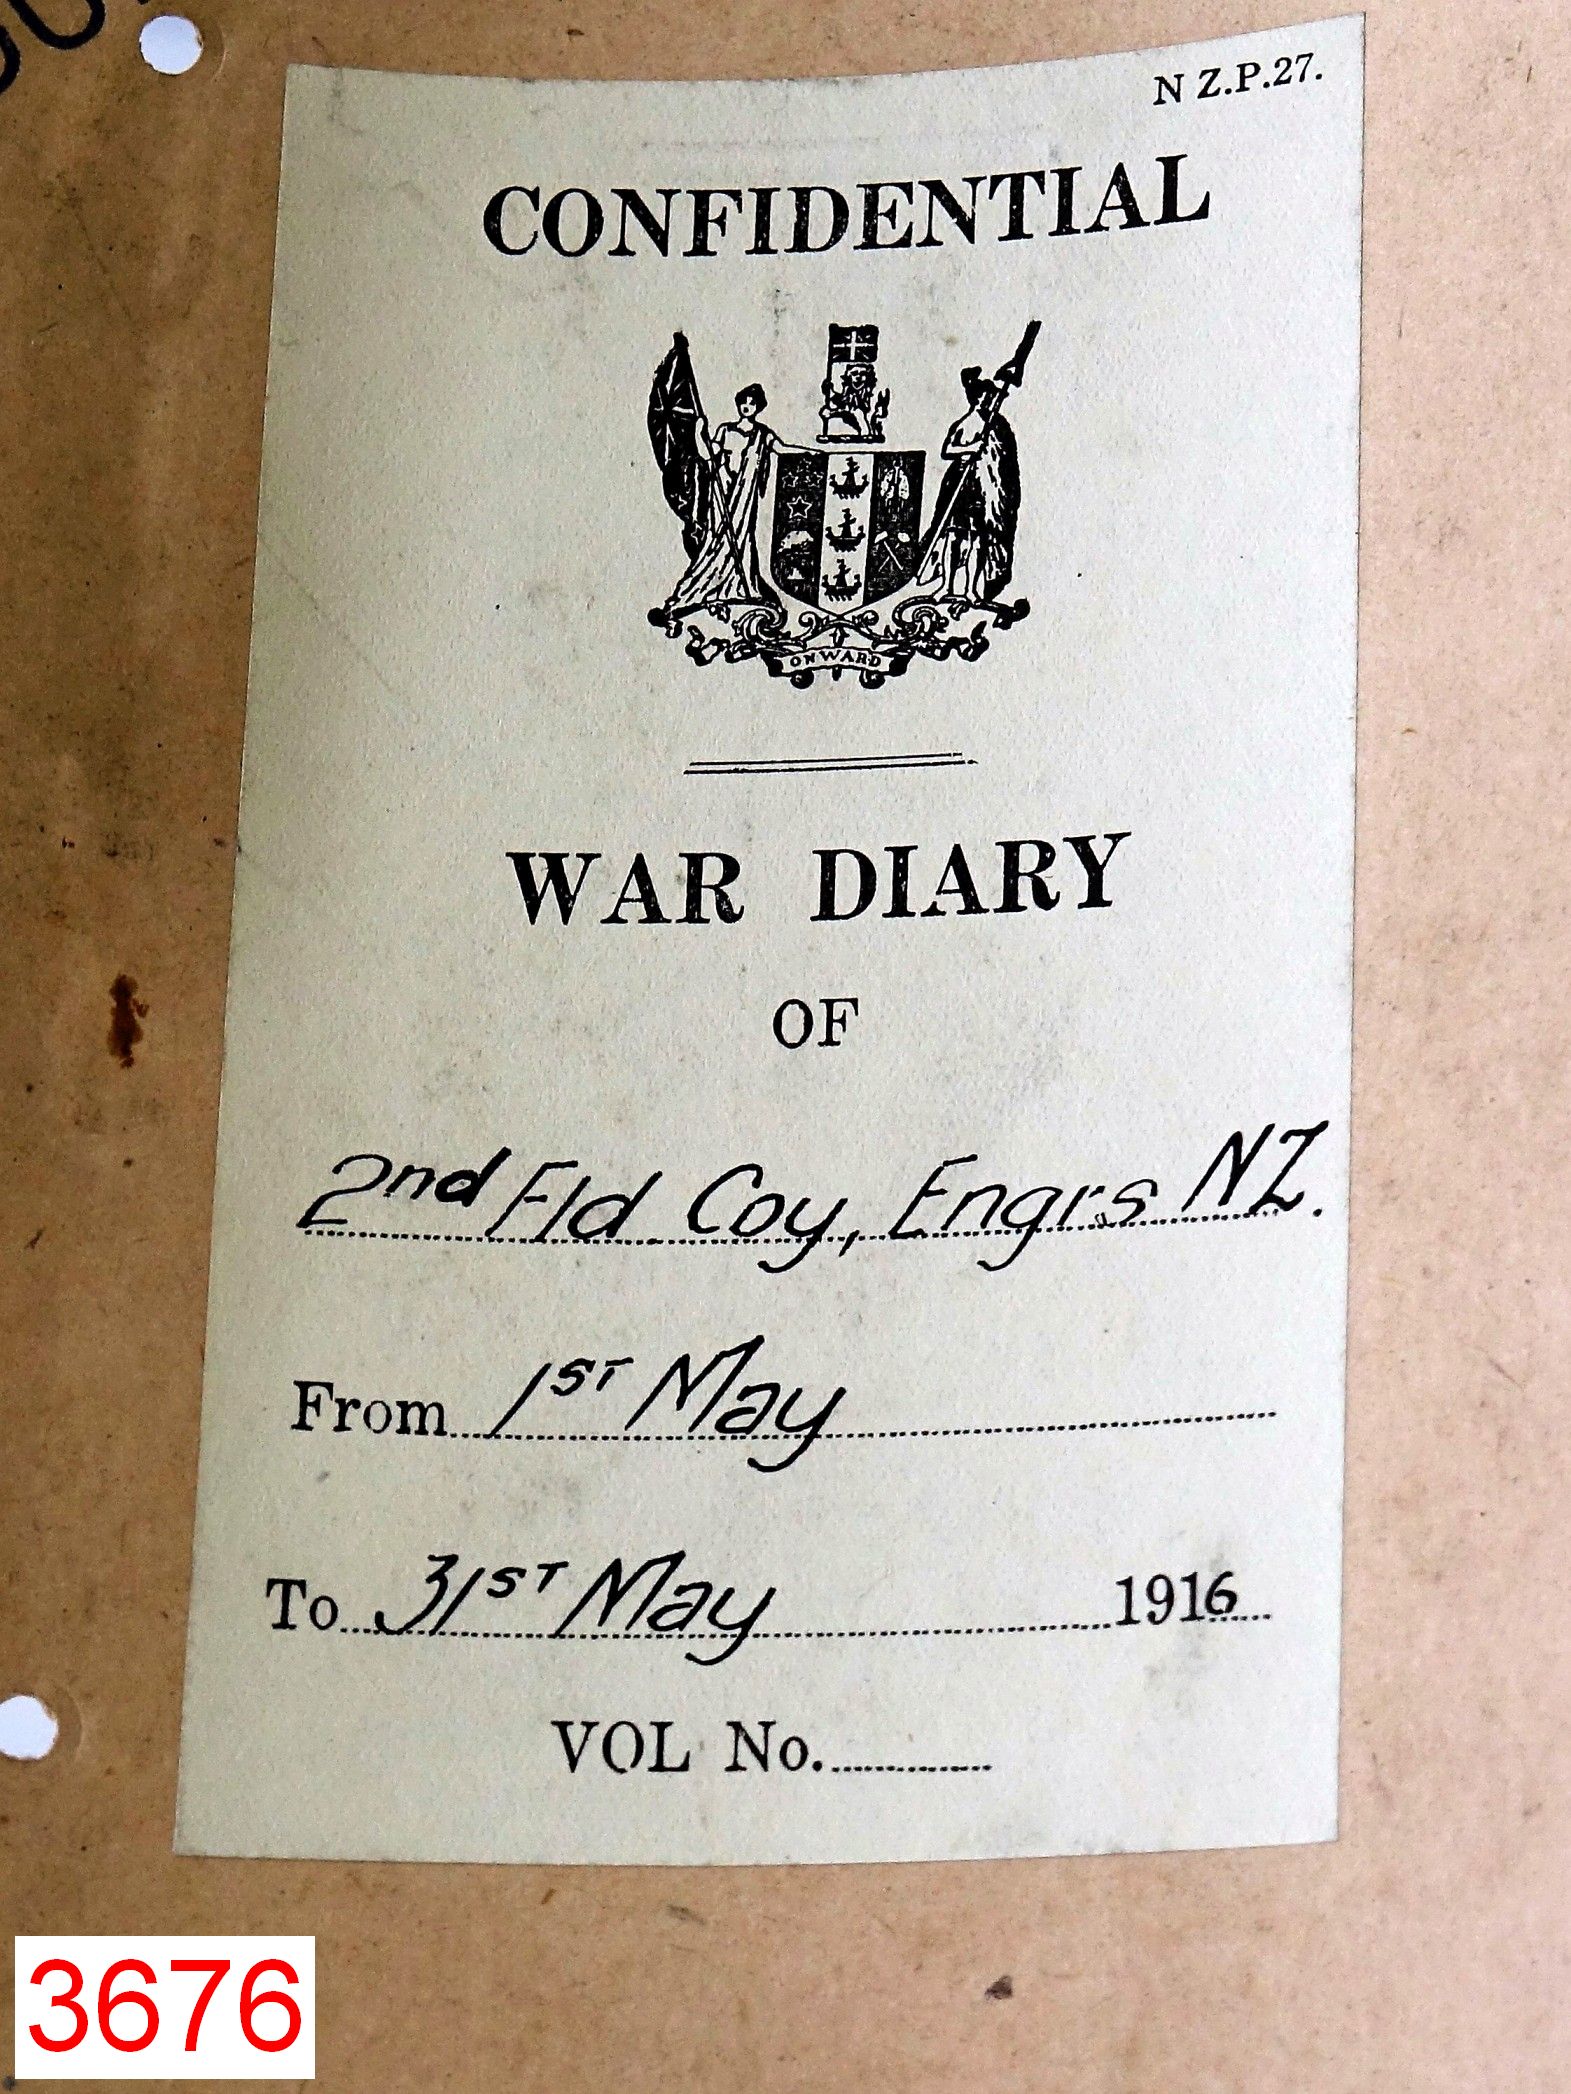 N Z.P.27.
CONFIDENTIAL
ONWARD
WAR DIARY
OF
2nd Fld Coy, Engrs NZ.
From 1ST May
To 31ST May 1916
VOL No.
3676